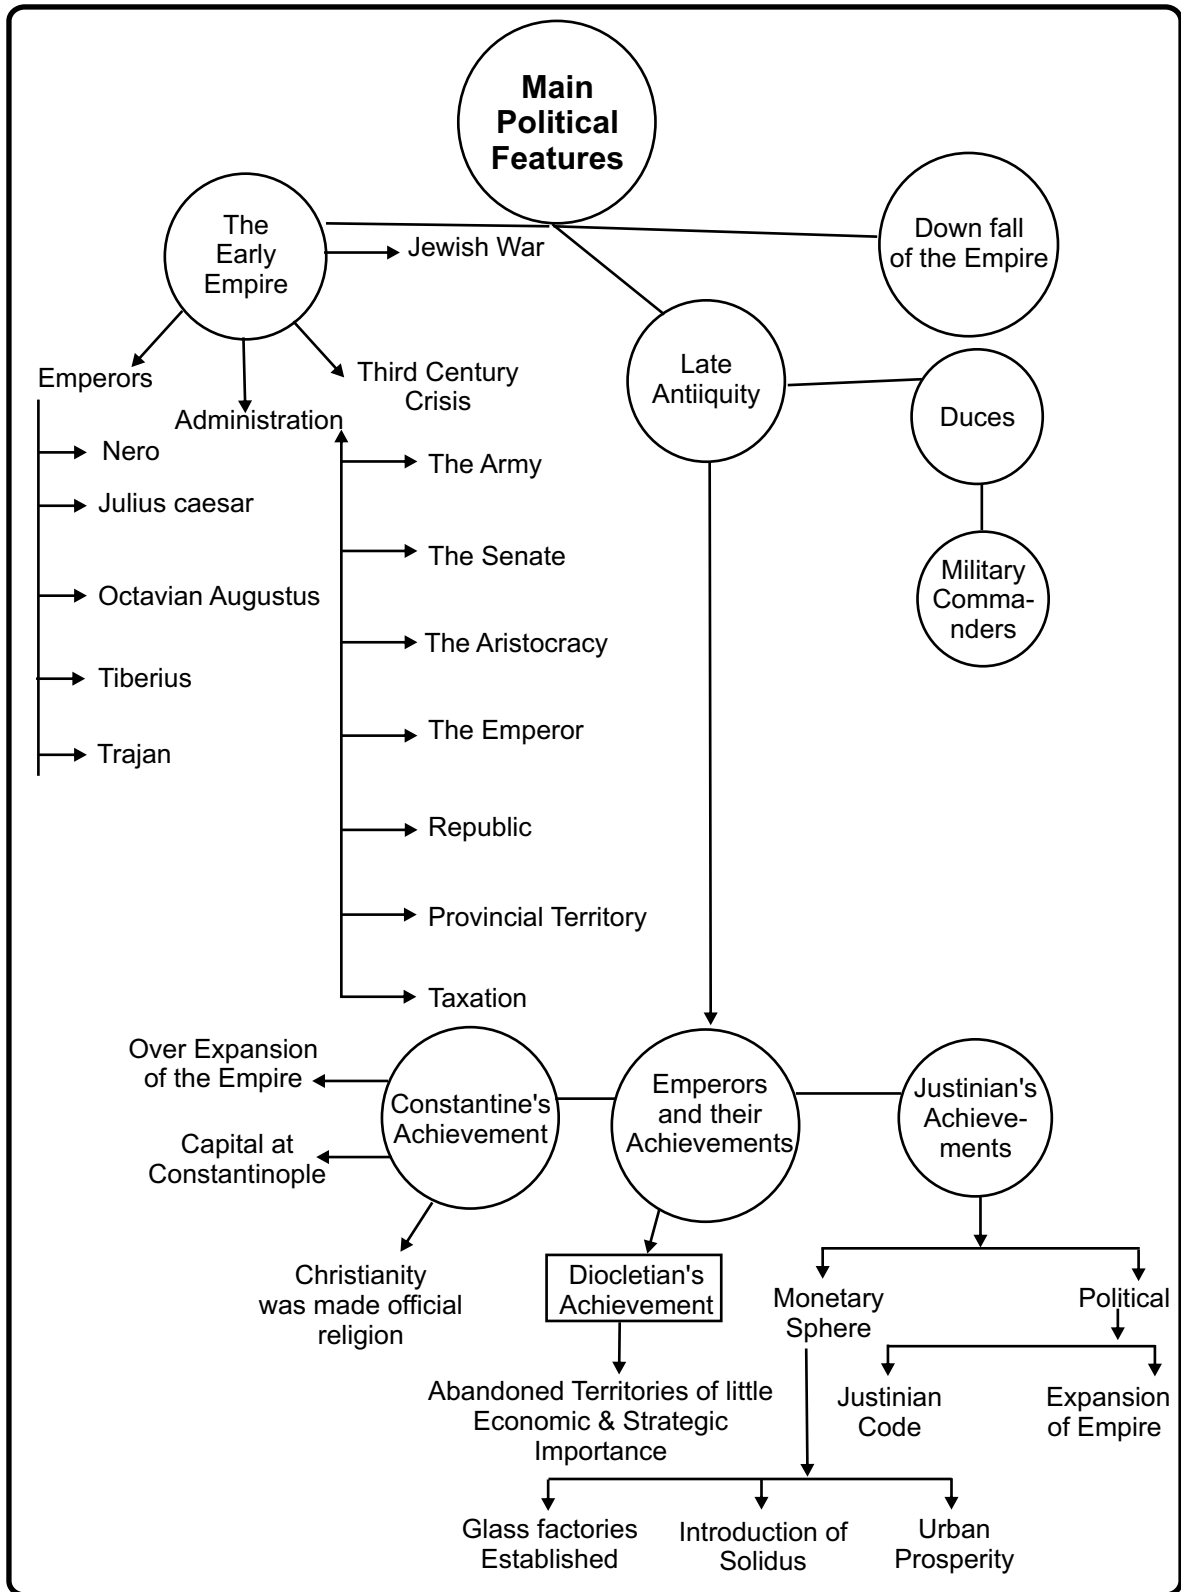 Main
Political
Features
The
Early
Empire
Jewish War
Down fall
of the Empire
Emperors
Administration
Third Century
Crisis
Late
Antiiquity
Duces
Military
Comma-
nders
Nero
Julius caesar
Octavian Augustus
Tiberius
Trajan
The Army
The Senate
The Aristocracy
The Emperor
Republic
Provincial Territory
Taxation
Over Expansion
of the Empire
Capital at
Constantinople
Constantine's
Achievement
Christianity
was made official
religion
Emperors
and their
Achievements
Diocletian's
Achievement
Abandoned Territories of little
Economic & Strategic
Importance
Justinian's
Achieve-
ments
Monetary
Sphere
Political
Justinian
Code
Expansion
of Empire
Glass factories
Established
Introduction of
Solidus
Urban
Prosperity